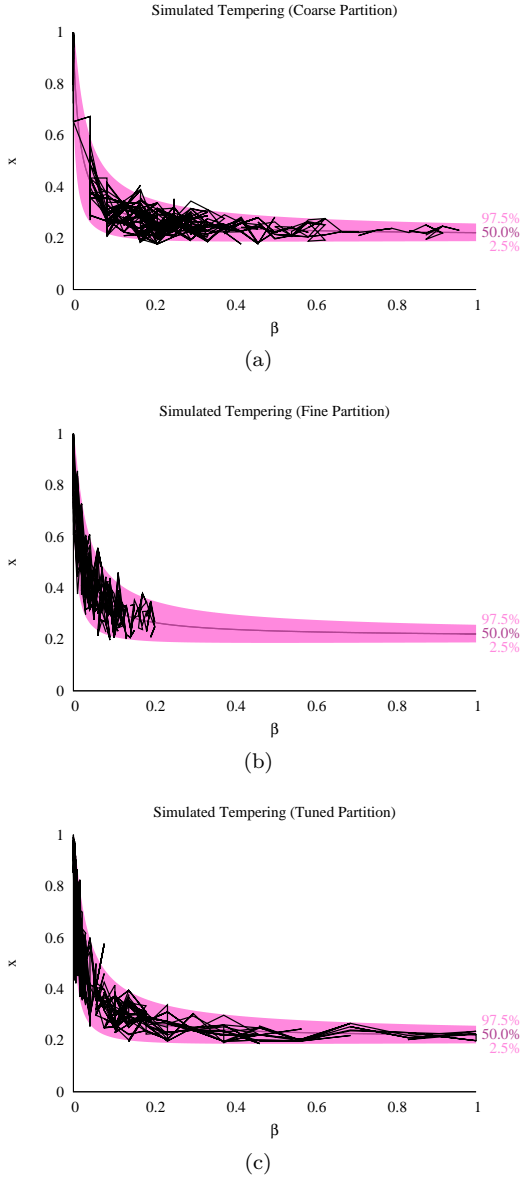 Simulated Tempering (Coarse Partition)
1
0.8
0.6
x
0.4
97.5%
0.2
50.0%
2.5%
0
0 0.2 0.4 0.6 0.8 1
β
(a)
Simulated Tempering (Fine Partition)
1
0.8
0.6
x
0.4
97.5%
0.2
50.0%
2.5%
0
0 0.2 0.4 0.6 0.8 1
β
(b)
Simulated Tempering (Tuned Partition)
1
0.8
0.6
x
0.4
97.5%
0.2
50.0%
2.5%
0
0 0.2 0.4 0.6 0.8 1
β
(c)